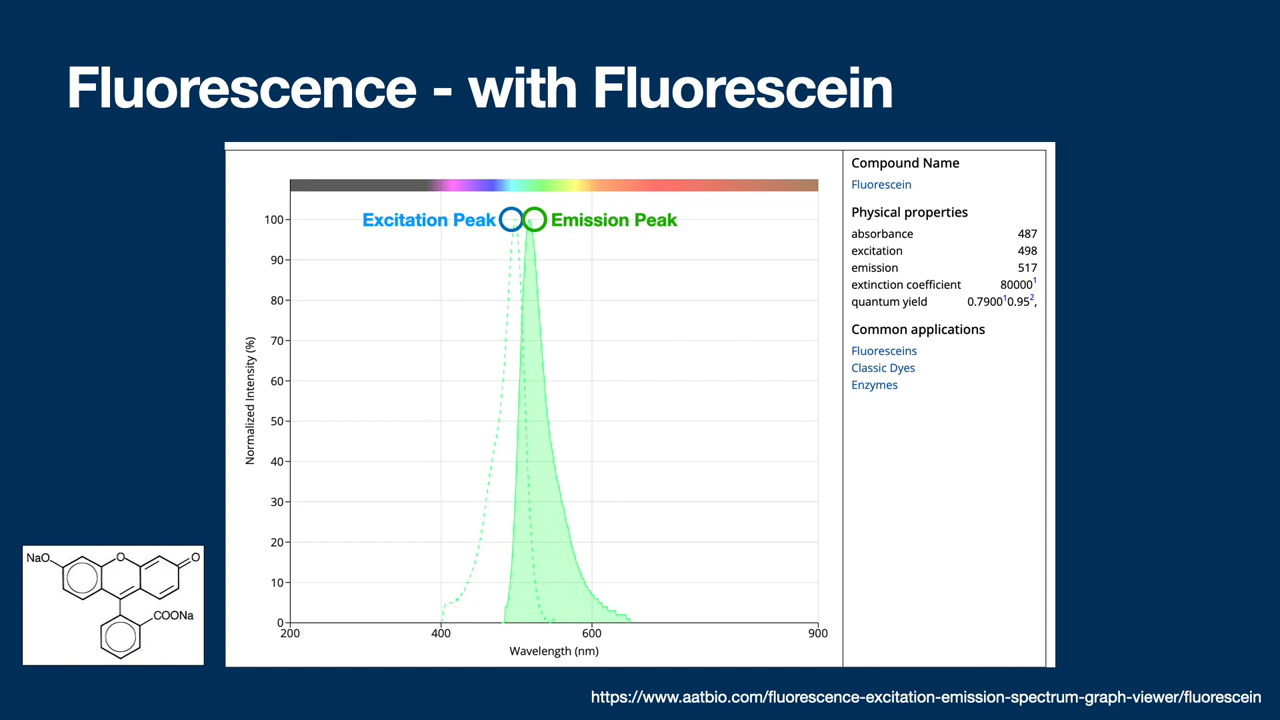 Fluorescence - with Fluorescein
Excitation Peak
Emission Peak
100
90
80
70
60
50
40
30
20
10
0
200
400
600
900
Normalized Intensity (%)
Wavelength (nm)
Compound Name
Fluorescein
Physical properties
absorbance 487
excitation 498
emission 517
extinction coefficient 80000¹
quantum yield 0.7900¹0.95²,
Common applications
Fluoresceins
Classic Dyes
Enzymes
NaO
O
O
COONa
https://www.aatbio.com/fluorescence-excitation-emission-spectrum-graph-viewer/fluorescein